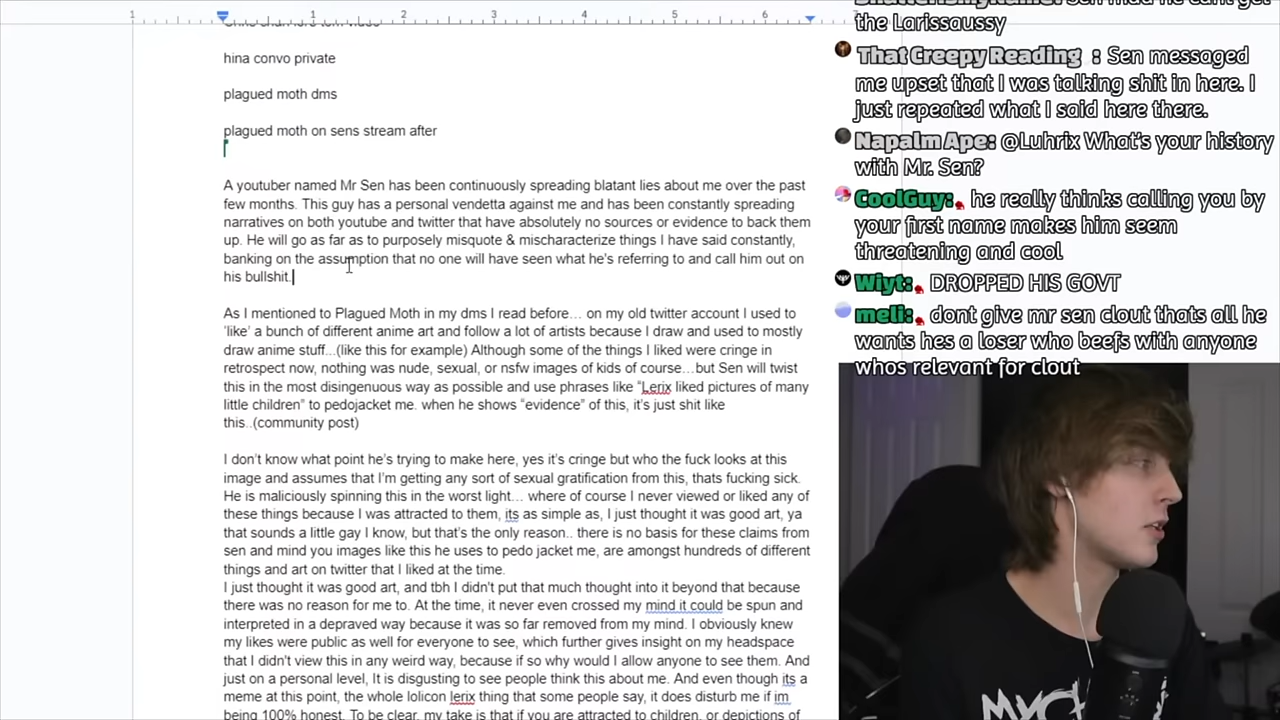 1 1 2 3 4 5 6
hina convo private
plagued moth dms
plagued moth on sens stream after
A youtuber named Mr Sen has been continuously spreading blatant lies about me over the past
few months. This guy has a personal vendetta against me and has been constantly spreading
narratives on both youtube and twitter that have absolutely no sources or evidence to back them
up. He will go as far as to purposely misquote & mischaracterize things I have said constantly,
banking on the assumption that no one will have seen what he's referring to and call him out on
his bullshit.
As I mentioned to Plagued Moth in my dms I read before… on my old twitter account I used to
'like' a bunch of different anime art and follow a lot of artists because I draw and used to mostly
draw anime stuff...(like this for example) Although some of the things I liked were cringe in
retrospect now, nothing was nude, sexual, or nsfw images of kids of course...but Sen will twist
this in the most disingenuous way as possible and use phrases like “Lerix liked pictures of many
little children” to pedojacket me. when he shows “evidence” of this, it's just shit like
this..(community post)
I don't know what point he's trying to make here, yes it's cringe but who the fuck looks at this
image and assumes that I'm getting any sort of sexual gratification from this, thats fucking sick.
He is maliciously spinning this in the worst light… where of course I never viewed or liked any of
these things because I was attracted to them, its as simple as, I just thought it was good art, ya
that sounds a little gay I know, but that's the only reason.. there is no basis for these claims from
sen and mind you images like this he uses to pedo jacket me, are amongst hundreds of different
things and art on twitter that I liked at the time.
I just thought it was good art, and tbh I didn't put that much thought into it beyond that because
there was no reason for me to. At the time, it never even crossed my mind it could be spun and
interpreted in a depraved way because it was so far removed from my mind. I obviously knew
my likes were public as well for everyone to see, which further gives insight on my headspace
that I didn't view this in any weird way, because if so why would I allow anyone to see them. And
just on a personal level, It is disgusting to see people think this about me. And even though its a
meme at this point, the whole lolicon lerix thing that some people say, it does disturb me if im
being 100% honest. To be clear, my take is that if you are attracted to children, or depictions of
the Larissaussy
That Creepy Reading : Sen messaged
me upset that I was talking shit in here. I
just repeated what I said here there.
Napalm Ape: @Luhrix What's your history
with Mr. Sen?
CoolGuy: he really thinks calling you by
your first name makes him seem
threatening and cool
Wiyt: DROPPED HIS GOVT
meli: dont give mr sen clout thats all he
wants hes a loser who beefs with anyone
whos relevant for clout